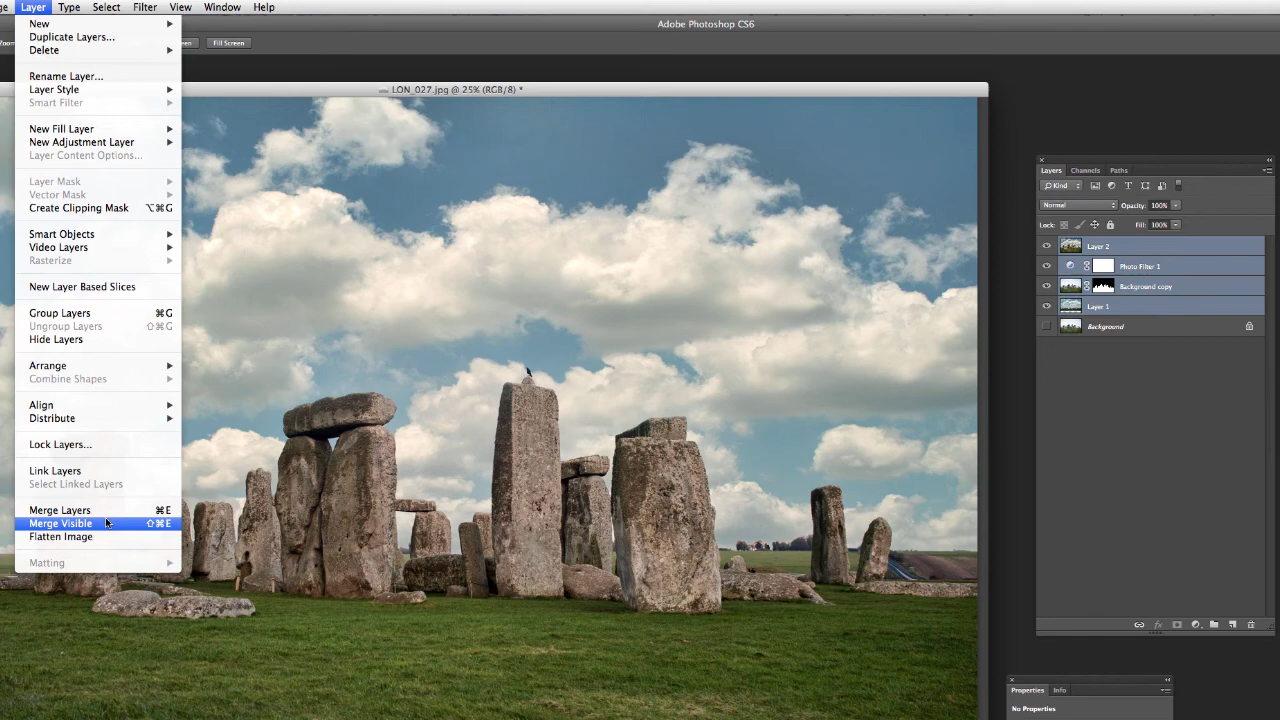 ge Layer Type Select Filter View Window Help
Adobe Photoshop CS6
Zoom een Fill Screen
LON_027.jpg @ 25% (RGB/8) *
New
Duplicate Layers...
Delete
Rename Layer...
Layer Style
Smart Filter
New Fill Layer
New Adjustment Layer
Layer Content Options...
Layer Mask
Vector Mask
Create Clipping Mask ⌥⌘G
Smart Objects
Video Layers
Rasterize
New Layer Based Slices
Group Layers ⌘G
Ungroup Layers ⇧⌘G
Hide Layers
Arrange
Combine Shapes
Align
Distribute
Lock Layers...
Link Layers
Select Linked Layers
Merge Layers ⌘E
Merge Visible ⇧⌘E
Flatten Image
Matting
Layers Channels Paths
Kind
Normal Opacity: 100%
Lock: Fill: 100%
Layer 2
Photo Filter 1
Background copy
Layer 1
Background
fx
Properties Info
No Properties